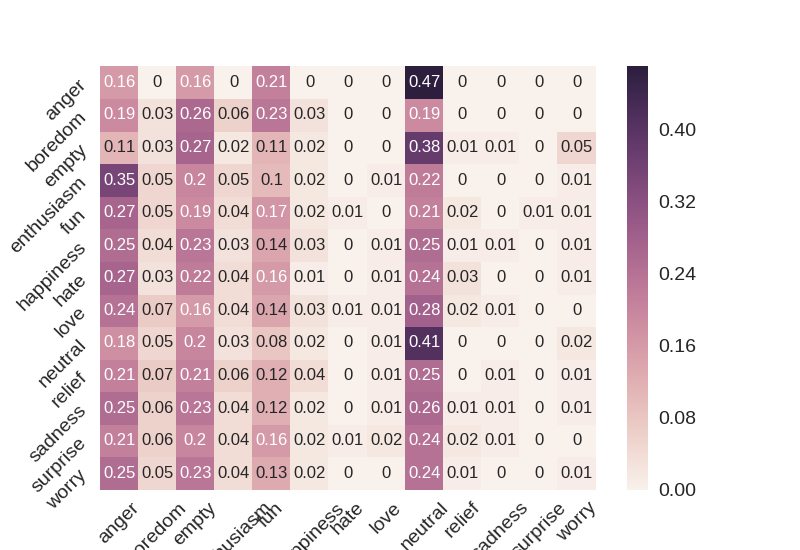 anger 0.16 0 0.16 0 0.21 0 0 0 0.47 0 0 0 0
boredom 0.19 0.03 0.26 0.06 0.23 0.03 0 0 0.19 0 0 0 0
empty 0.11 0.03 0.27 0.02 0.11 0.02 0 0 0.38 0.01 0.01 0 0.05
enthusiasm 0.35 0.05 0.2 0.05 0.1 0.02 0 0.01 0.22 0 0 0 0.01
fun 0.27 0.05 0.19 0.04 0.17 0.02 0.01 0 0.21 0.02 0 0.01 0.01
happiness 0.25 0.04 0.23 0.03 0.14 0.03 0 0.01 0.25 0.01 0.01 0 0.01
hate 0.27 0.03 0.22 0.04 0.16 0.01 0 0.01 0.24 0.03 0 0 0.01
love 0.24 0.07 0.16 0.04 0.14 0.03 0.01 0.01 0.28 0.02 0.01 0 0
neutral 0.18 0.05 0.2 0.03 0.08 0.02 0 0.01 0.41 0 0 0 0.02
relief 0.21 0.07 0.21 0.06 0.12 0.04 0 0.01 0.25 0 0.01 0 0.01
sadness 0.25 0.06 0.23 0.04 0.12 0.02 0 0.01 0.26 0.01 0.01 0 0.01
surprise 0.21 0.06 0.2 0.04 0.16 0.02 0.01 0.02 0.24 0.02 0.01 0 0
worry 0.25 0.05 0.23 0.04 0.13 0.02 0 0 0.24 0.01 0 0 0.01
anger oredom empty husiasm fun ppiness hate love neutral relief sadness surprise worry
0.40
0.32
0.24
0.16
0.08
0.00